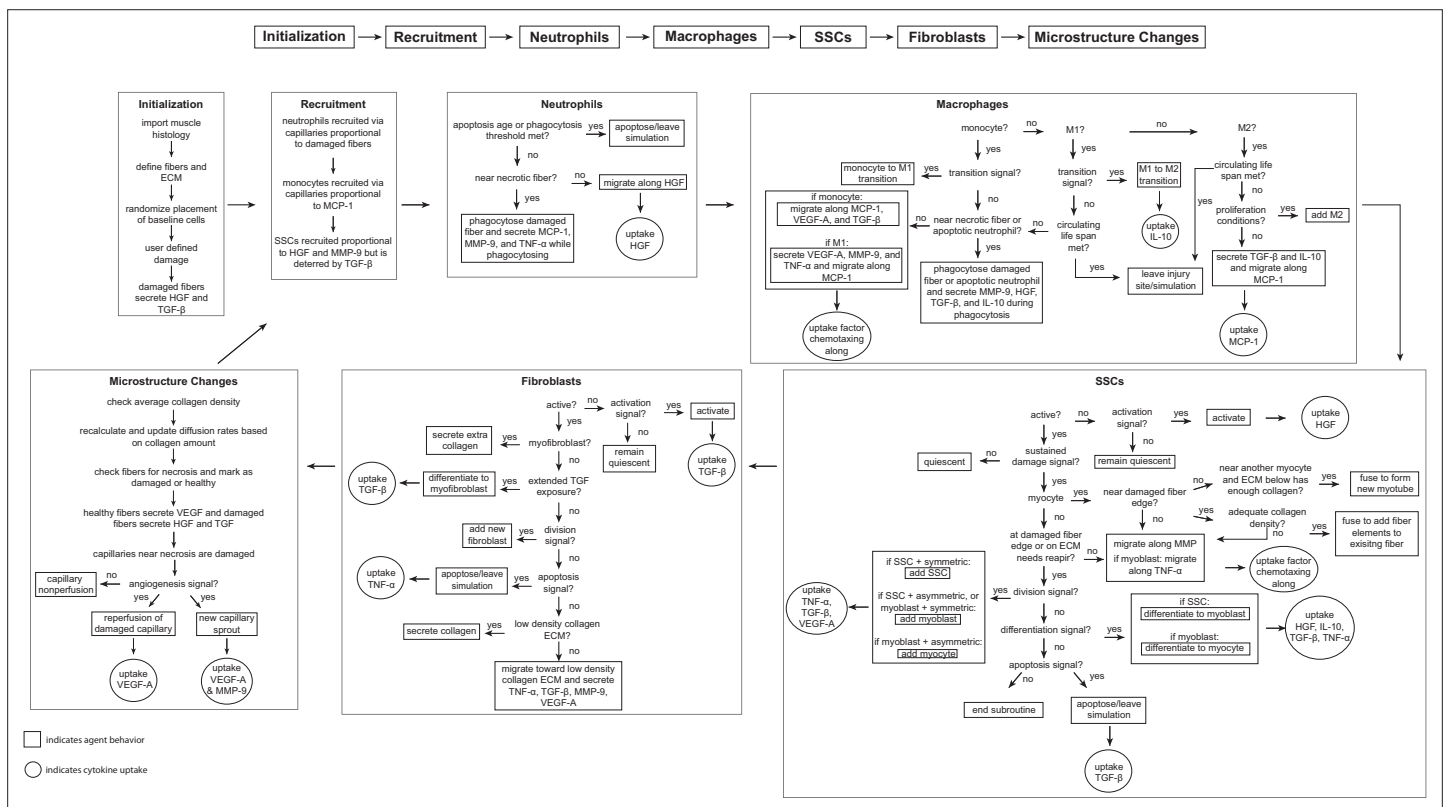 Initialization
Recruitment
Neutrophils
Macrophages
SSCs
Fibroblasts
Microstructure Changes
Initialization
import muscle
histology
define fibers and
ECM
randomize placement
of baseline cells
user defined
damage
damaged fibers
secrete HGF and
TGF-β
Recruitment
neutrophils recruited via
capillaries proportional
to damaged fibers
monocytes recruited via
capillaries proportional
to MCP-1
SSCs recruited proportional
to HGF and MMP-9 but is
deterred by TGF-β
Neutrophils
apoptosis age or phagocytosis
threshold met?
yes
apoptose/leave
simulation
no
near necrotic fiber?
no
migrate along HGF
yes
uptake
HGF
phagocytose damaged
fiber and secrete MCP-1,
MMP-9, and TNF-α while
phagocytosing
Macrophages
monocyte?
no
M1?
no
M2?
yes
yes
yes
monocyte to M1
transition
yes
transition signal?
transition
signal?
yes
M1 to M2
transition
circulating life
span met?
no
no
yes
no
if monocyte:
migrate along MCP-1,
VEGF-A, and TGF-β
if M1:
secrete VEGF-A, MMP-9, and
TNF-α and migrate along
MCP-1
no
near necrotic fiber or
apoptotic neutrophil?
no
circulating
life span
met?
uptake
IL-10
proliferation
conditions?
yes
add M2
yes
yes
no
phagocytose damaged
fiber or apoptotic neutrophil
and secrete MMP-9, HGF,
TGF-β, and IL-10 during
phagocytosis
leave injury
site/simulation
secrete TGF-β and IL-10
and migrate along
MCP-1
uptake factor
chemotaxing
along
uptake
MCP-1
Microstructure Changes
check average collagen density
recalculate and update diffusion rates based
on collagen amount
check fibers for necrosis and mark as
damaged or healthy
healthy fibers secrete VEGF and damaged
fibers secrete HGF and TGF
capillaries near necrosis are damaged
capillary
nonperfusion
no
angiogenesis signal?
yes
yes
reperfusion of
damaged capillary
new capillary
sprout
uptake
VEGF-A
uptake
VEGF-A
& MMP-9
Fibroblasts
active?
no
activation
signal?
yes
activate
yes
no
secrete extra
collagen
yes
myofibroblast?
remain
quiescent
uptake
TGF-β
no
uptake
TGF-β
differentiate to
myofibroblast
yes
extended TGF
exposure?
no
add new
fibroblast
yes
division
signal?
no
uptake
TNF-α
apoptose/leave
simulation
yes
apoptosis
signal?
no
secrete collagen
yes
low density collagen
ECM?
no
migrate toward low density
collagen ECM and secrete
TNF-α, TGF-β, MMP-9,
VEGF-A
SSCs
active?
no
activation
signal?
yes
activate
uptake
HGF
yes
no
quiescent
no
sustained
damage signal?
remain quiescent
yes
myocyte
yes
near damaged fiber
edge?
no
near another myocyte
and ECM below has
enough collagen?
yes
fuse to form
new myotube
no
no
yes
adequate collagen
density?
no
yes
fuse to add fiber
elements to
exisitng fiber
at damaged fiber
edge or on ECM
needs reapir?
no
migrate along MMP
if myoblast: migrate
along TNF-α
uptake factor
chemotaxing
along
yes
uptake
TNF-α,
TGF-β,
VEGF-A
if SSC + symmetric:
add SSC
if SSC + asymmetric, or
myoblast + symmetric:
add myoblast
if myoblast + asymmetric:
add myocyte
yes
division signal?
no
differentiation signal?
yes
if SSC:
differentiate to myoblast
if myoblast:
differentiate to myocyte
uptake
HGF, IL-10,
TGF-β, TNF-α
no
apoptosis signal?
no
yes
end subroutine
apoptose/leave
simulation
uptake
TGF-β
indicates agent behavior
indicates cytokine uptake